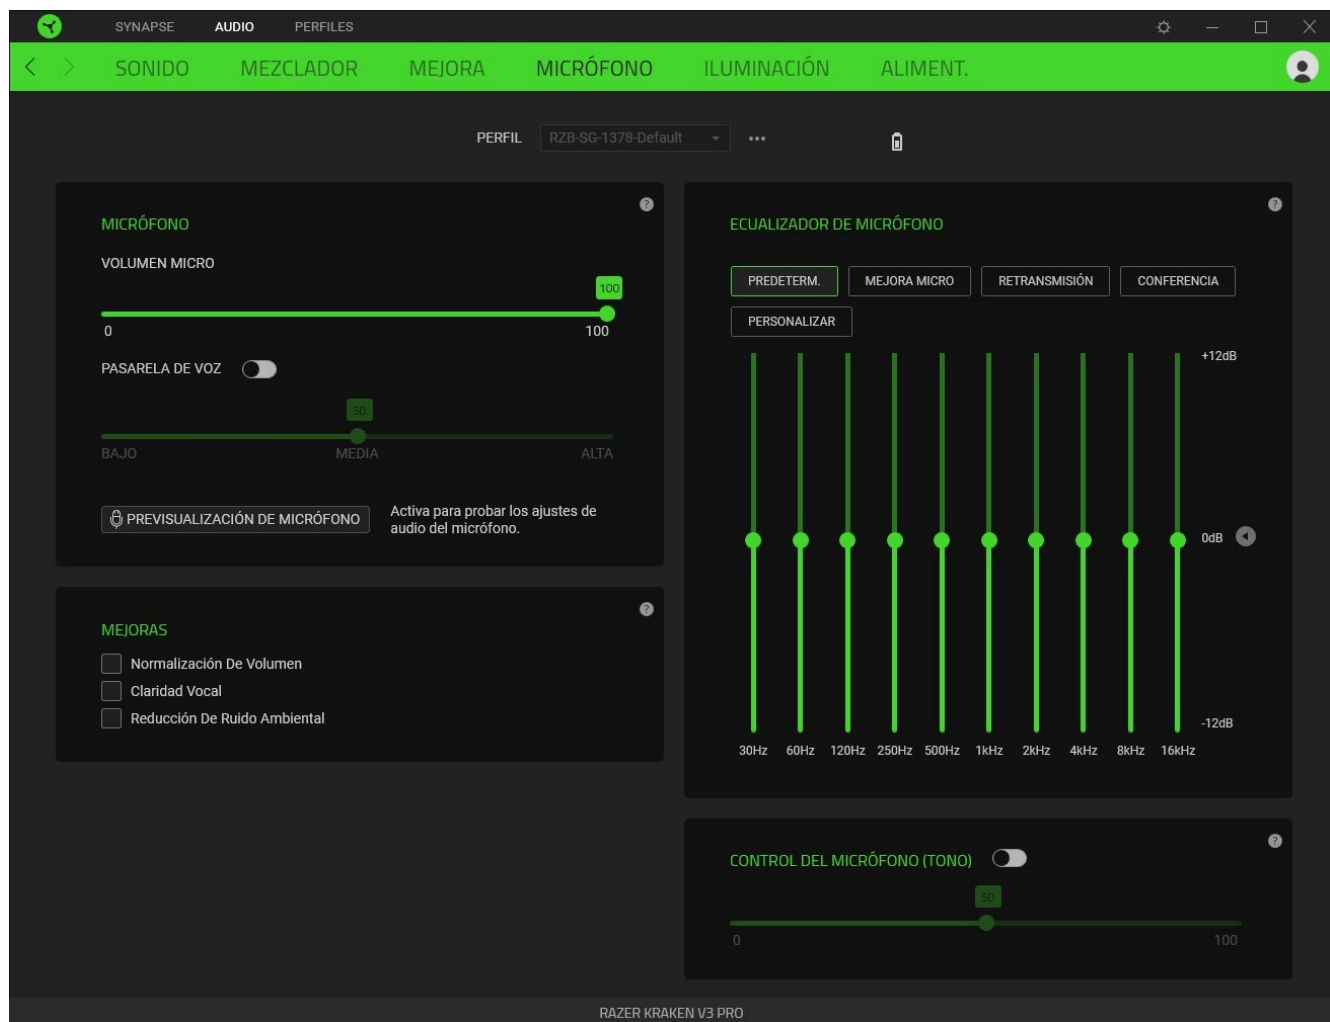 SYNAPSE AUDIO PERFILES
SONIDO MEZCLADOR MEJORA MICRÓFONO ILUMINACIÓN ALIMENT.
PERFIL RZB-SG-1378-Default
MICRÓFONO
VOLUMEN MICRO
100
0 100
PASARELA DE VOZ
50
BAJO MEDIA ALTA
PREVISUALIZACIÓN DE MICRÓFONO
Activa para probar los ajustes de
audio del micrófono.
MEJORAS
Normalización De Volumen
Claridad Vocal
Reducción De Ruido Ambiental
ECUALIZADOR DE MICRÓFONO
PREDETERM. MEJORA MICRO RETRANSMISIÓN CONFERENCIA
PERSONALIZAR
+12dB
0dB
-12dB
30Hz 60Hz 120Hz 250Hz 500Hz 1kHz 2kHz 4kHz 8kHz 16kHz
CONTROL DEL MICRÓFONO (TONO)
50
0 100
RAZER KRAKEN V3 PRO